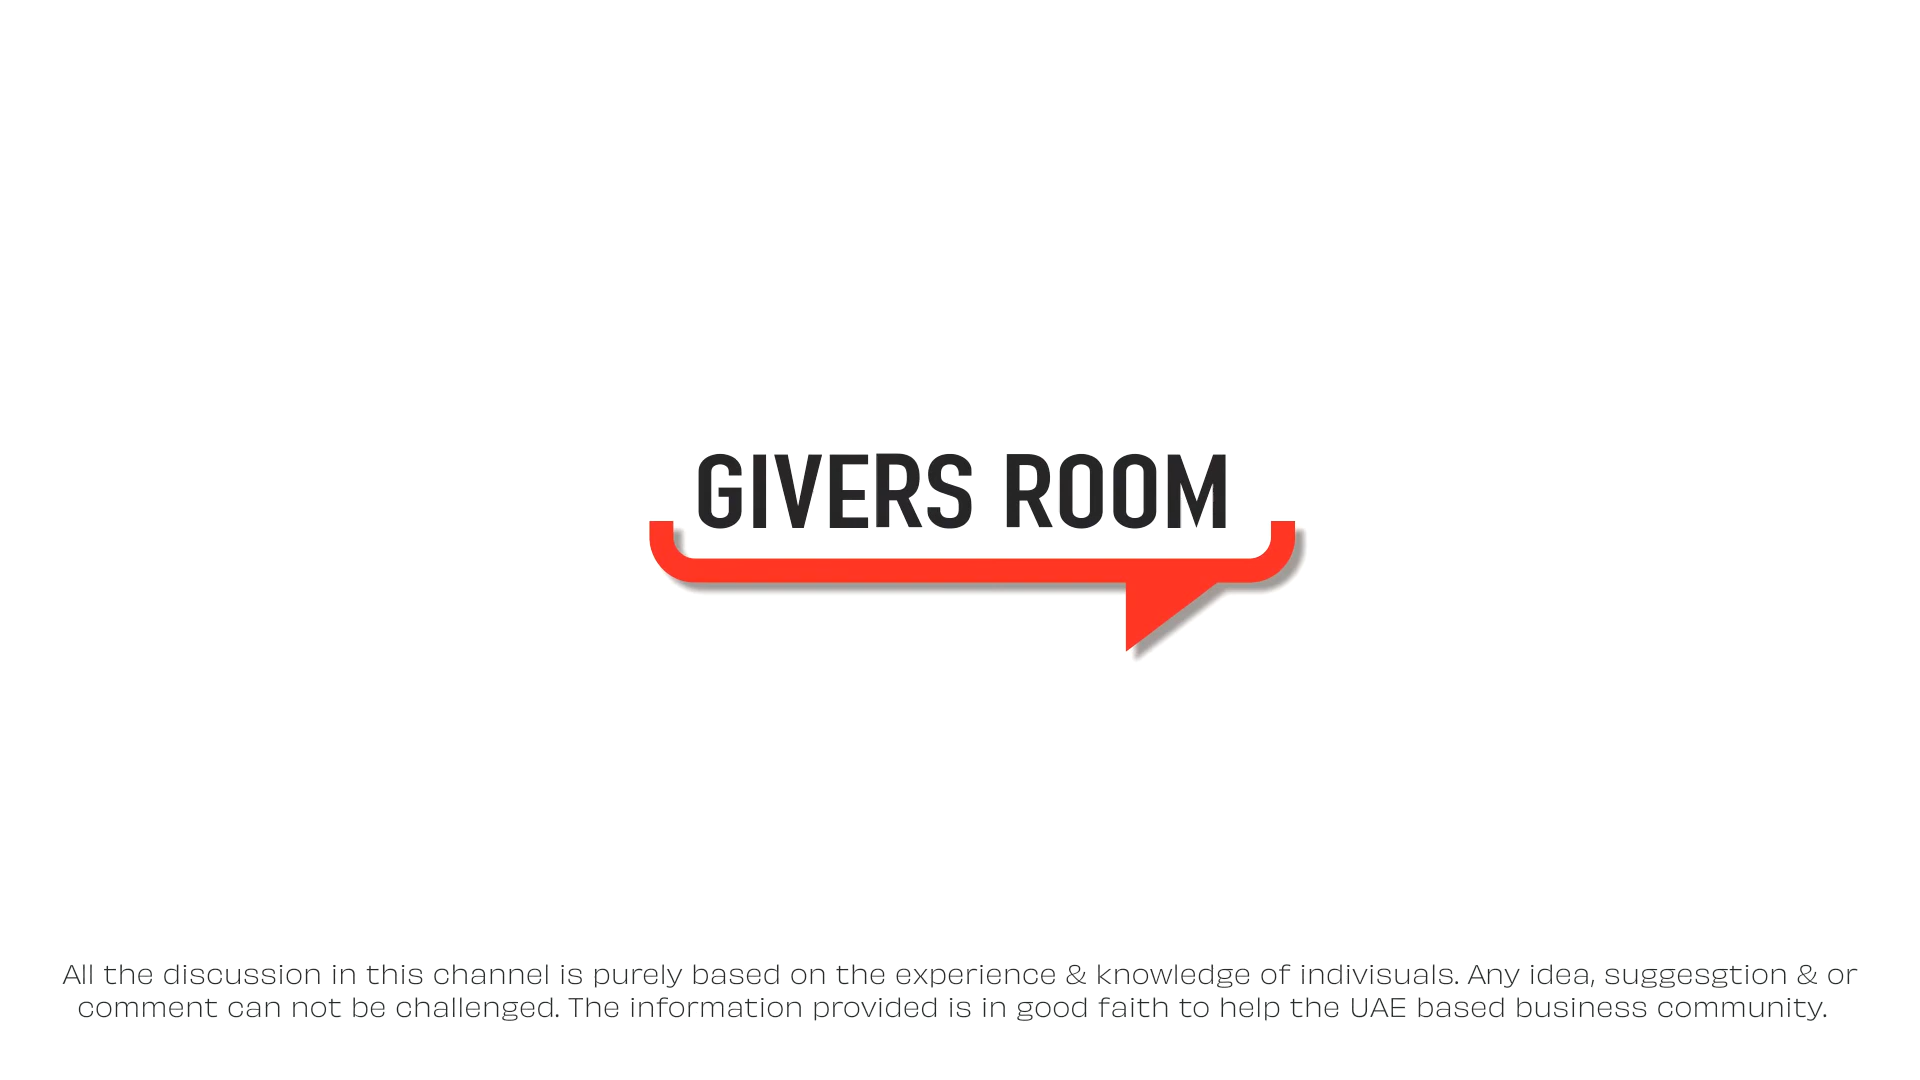 GIVERS ROOM
All the discussion in this channel is purely based on the experience & knowledge of indivisuals. Any idea, suggesgtion & or
comment can not be challenged. The information provided is in good faith to help the UAE based business community.